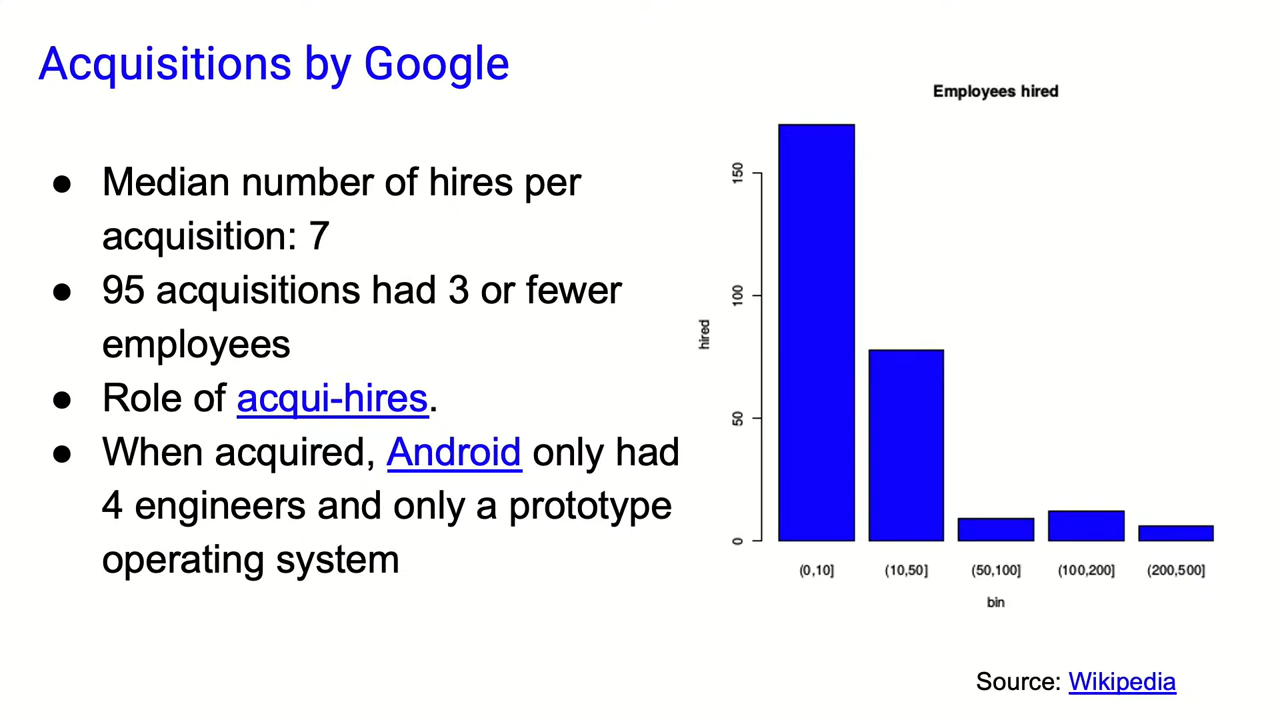 Acquisitions by Google
● Median number of hires per
acquisition: 7
● 95 acquisitions had 3 or fewer
employees
● Role of acqui-hires.
● When acquired, Android only had
4 engineers and only a prototype
operating system
Employees hired
hired
150
100
50
0
(0,10] (10,50] (50,100] (100,200] (200,500]
bin
Source: Wikipedia